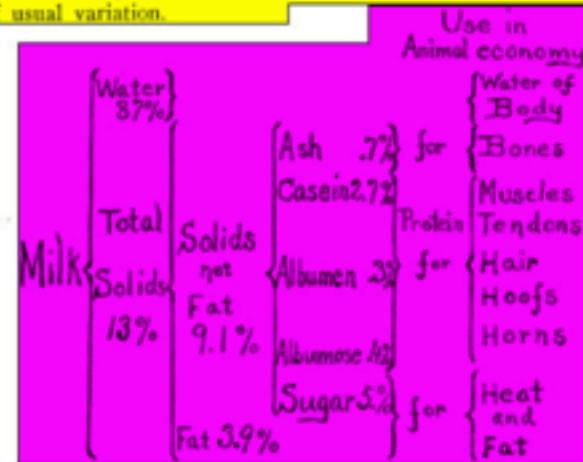 usual variation.
Use in
Animal economy
Milk
Water
87%
Total
Solids
13%
Solids
not
Fat
9.1%
Fat 3.9%
Ash .7%
Casein 2.7%
Albumen .3%
Albumose .4%
Sugar 5.%
for
Protein
for
for
Water of
Body
Bones
Muscles
Tendons
Hair
Hoofs
Horns
Heat
and
Fat